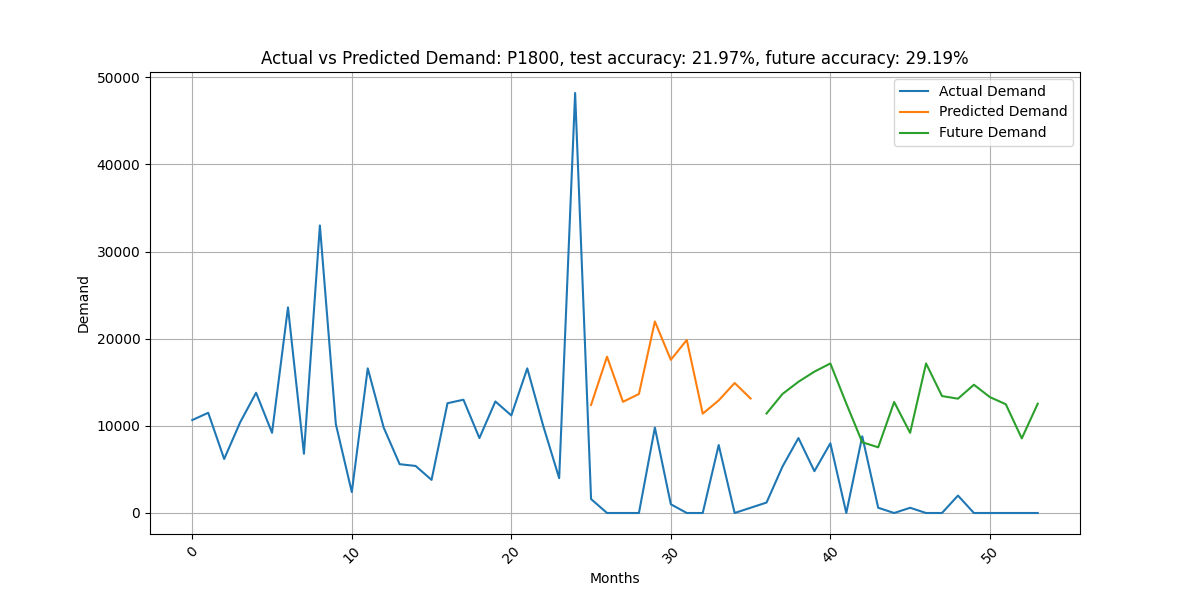 Actual vs Predicted Demand: P1800, test accuracy: 21.97%, future accuracy: 29.19%
50000
40000
30000
20000
10000
0
Demand
Actual Demand
Predicted Demand
Future Demand
0
10
20
30
40
50
Months